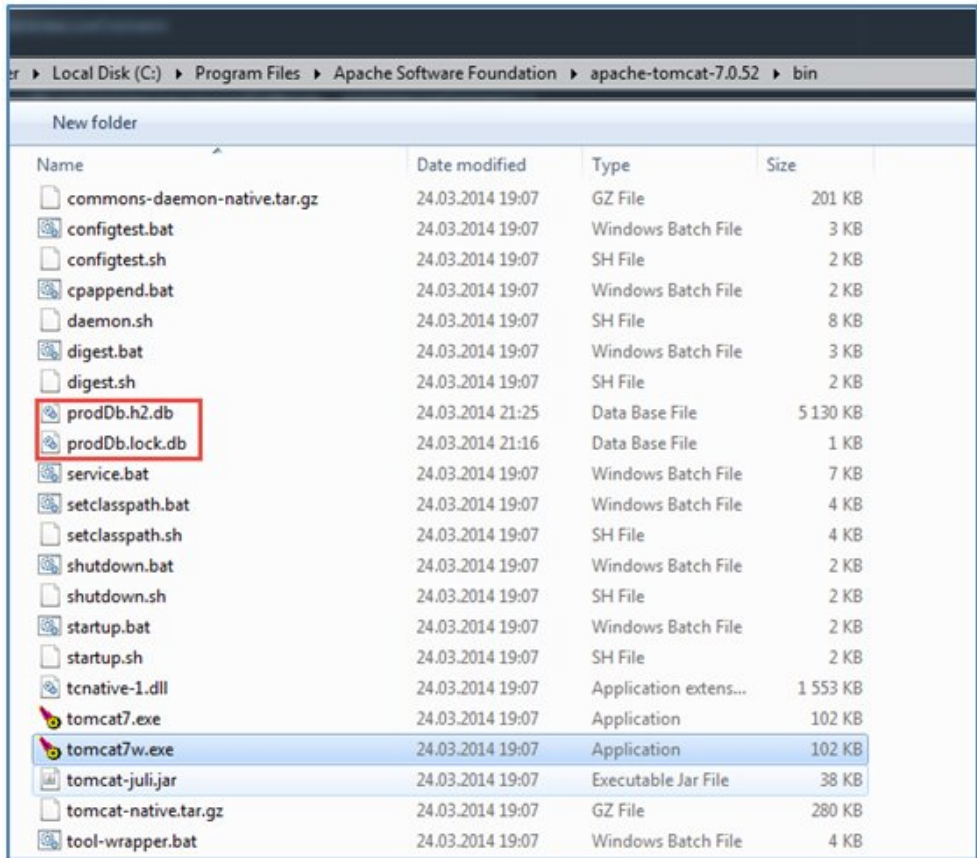 er ▸ Local Disk (C:) ▸ Program Files ▸ Apache Software Foundation ▸ apache-tomcat-7.0.52 ▸ bin
New folder
Name Date modified Type Size
commons-daemon-native.tar.gz 24.03.2014 19:07 GZ File 201 KB
configtest.bat 24.03.2014 19:07 Windows Batch File 3 KB
configtest.sh 24.03.2014 19:07 SH File 2 KB
cpappend.bat 24.03.2014 19:07 Windows Batch File 2 KB
daemon.sh 24.03.2014 19:07 SH File 8 KB
digest.bat 24.03.2014 19:07 Windows Batch File 3 KB
digest.sh 24.03.2014 19:07 SH File 2 KB
prodDb.h2.db 24.03.2014 21:25 Data Base File 5 130 KB
prodDb.lock.db 24.03.2014 21:16 Data Base File 1 KB
service.bat 24.03.2014 19:07 Windows Batch File 7 KB
setclasspath.bat 24.03.2014 19:07 Windows Batch File 4 KB
setclasspath.sh 24.03.2014 19:07 SH File 4 KB
shutdown.bat 24.03.2014 19:07 Windows Batch File 2 KB
shutdown.sh 24.03.2014 19:07 SH File 2 KB
startup.bat 24.03.2014 19:07 Windows Batch File 2 KB
startup.sh 24.03.2014 19:07 SH File 2 KB
tcnative-1.dll 24.03.2014 19:07 Application extens... 1 553 KB
tomcat7.exe 24.03.2014 19:07 Application 102 KB
tomcat7w.exe 24.03.2014 19:07 Application 102 KB
tomcat-juli.jar 24.03.2014 19:07 Executable Jar File 38 KB
tomcat-native.tar.gz 24.03.2014 19:07 GZ File 280 KB
tool-wrapper.bat 24.03.2014 19:07 Windows Batch File 4 KB